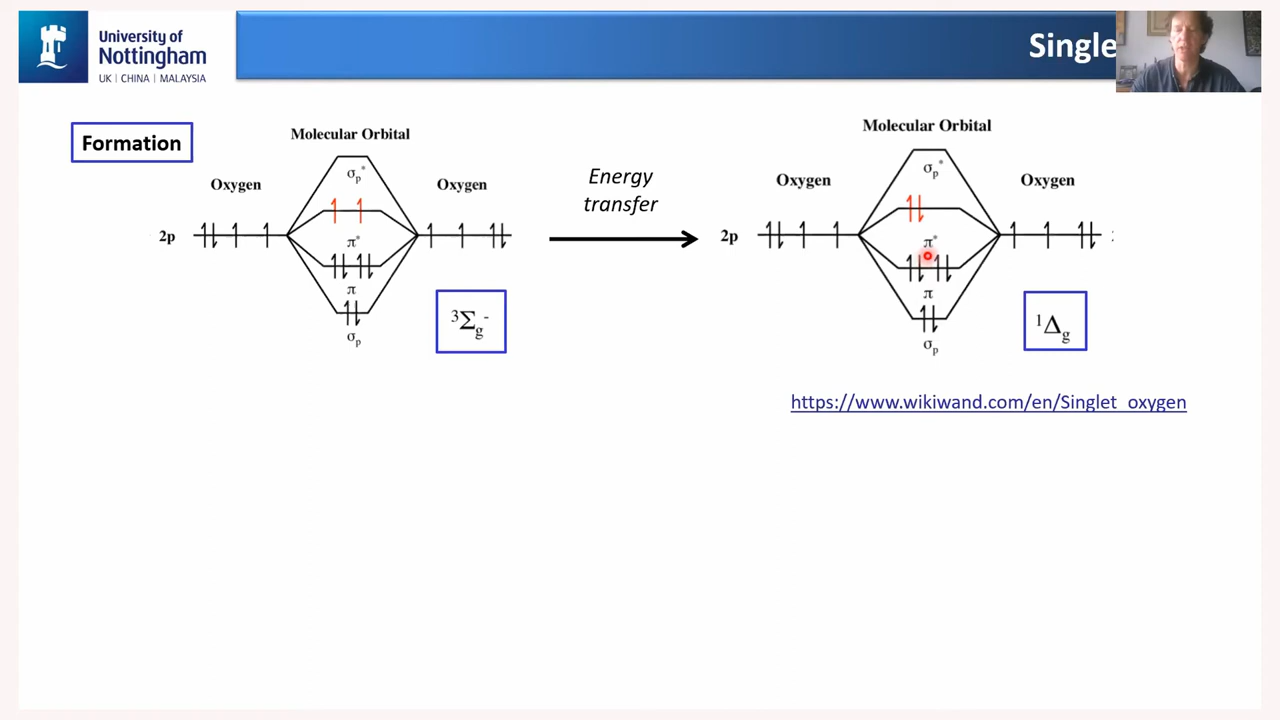 University of
Nottingham
UK | CHINA | MALAYSIA
Single
Formation
Molecular Orbital
Oxygen
Oxygen
2p
σp*
π*
π
σp
³Σg⁻
Energy
transfer
Molecular Orbital
Oxygen
Oxygen
2p
σp*
π*
π
σp
¹Δg
https://www.wikiwand.com/en/Singlet_oxygen